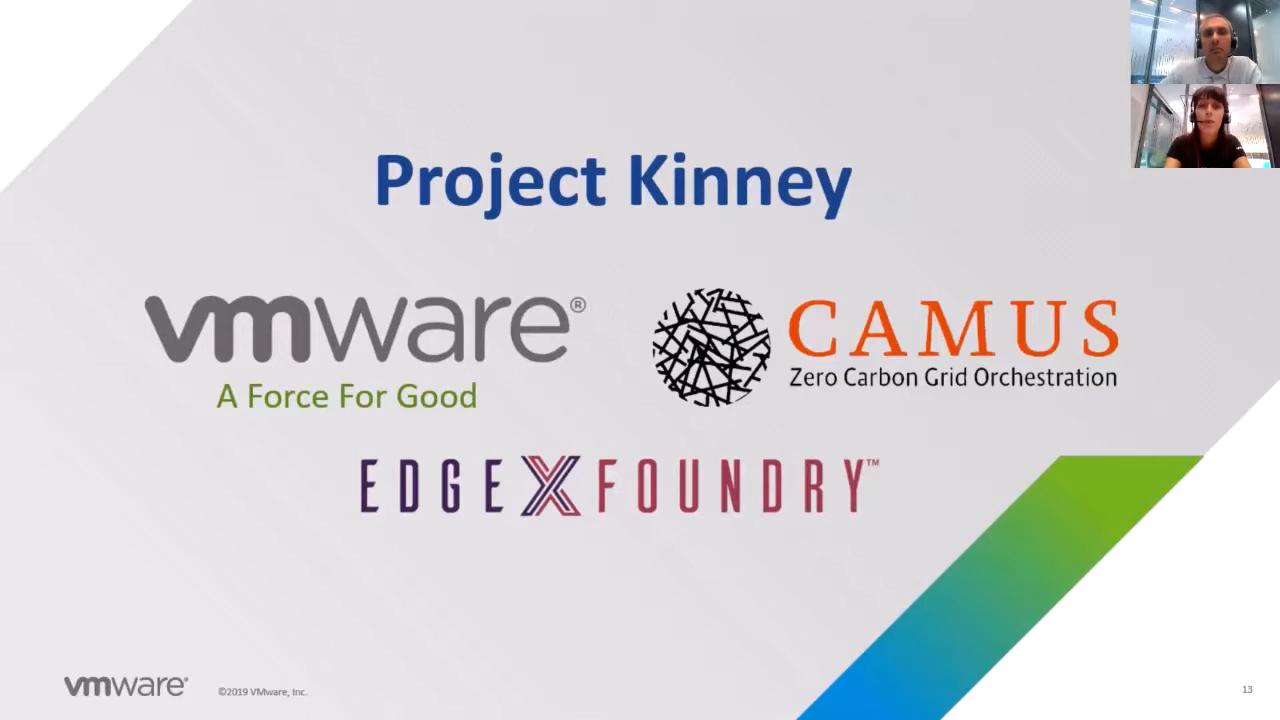 Project Kinney
vmware®
A Force For Good
CAMUS
Zero Carbon Grid Orchestration
EDGE X FOUNDRY™
vmware®
©2019 VMware, Inc.
13